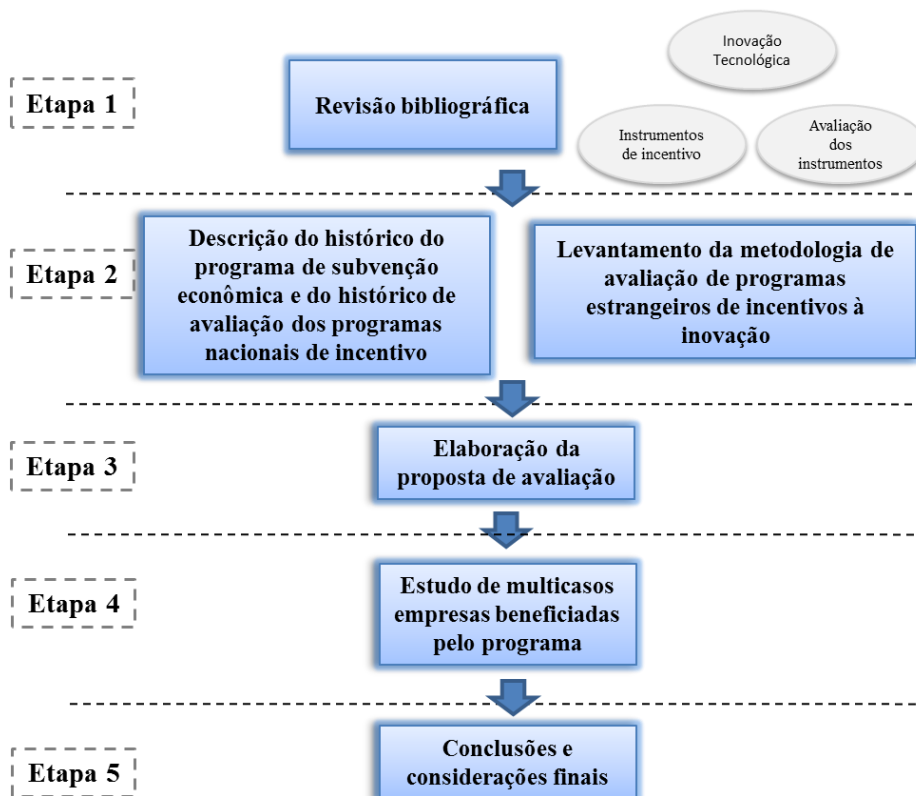 Inovação
Tecnológica
Etapa 1
Revisão bibliográfica
Instrumentos
de incentivo
Avaliação
dos
instrumentos
Etapa 2
Descrição do histórico do
programa de subvenção
econômica e do histórico de
avaliação dos programas
nacionais de incentivo
Levantamento da metodologia de
avaliação de programas
estrangeiros de incentivos à
inovação
Etapa 3
Elaboração da
proposta de avaliação
Etapa 4
Estudo de multicasos
empresas beneficiadas
pelo programa
Etapa 5
Conclusões e
considerações finais